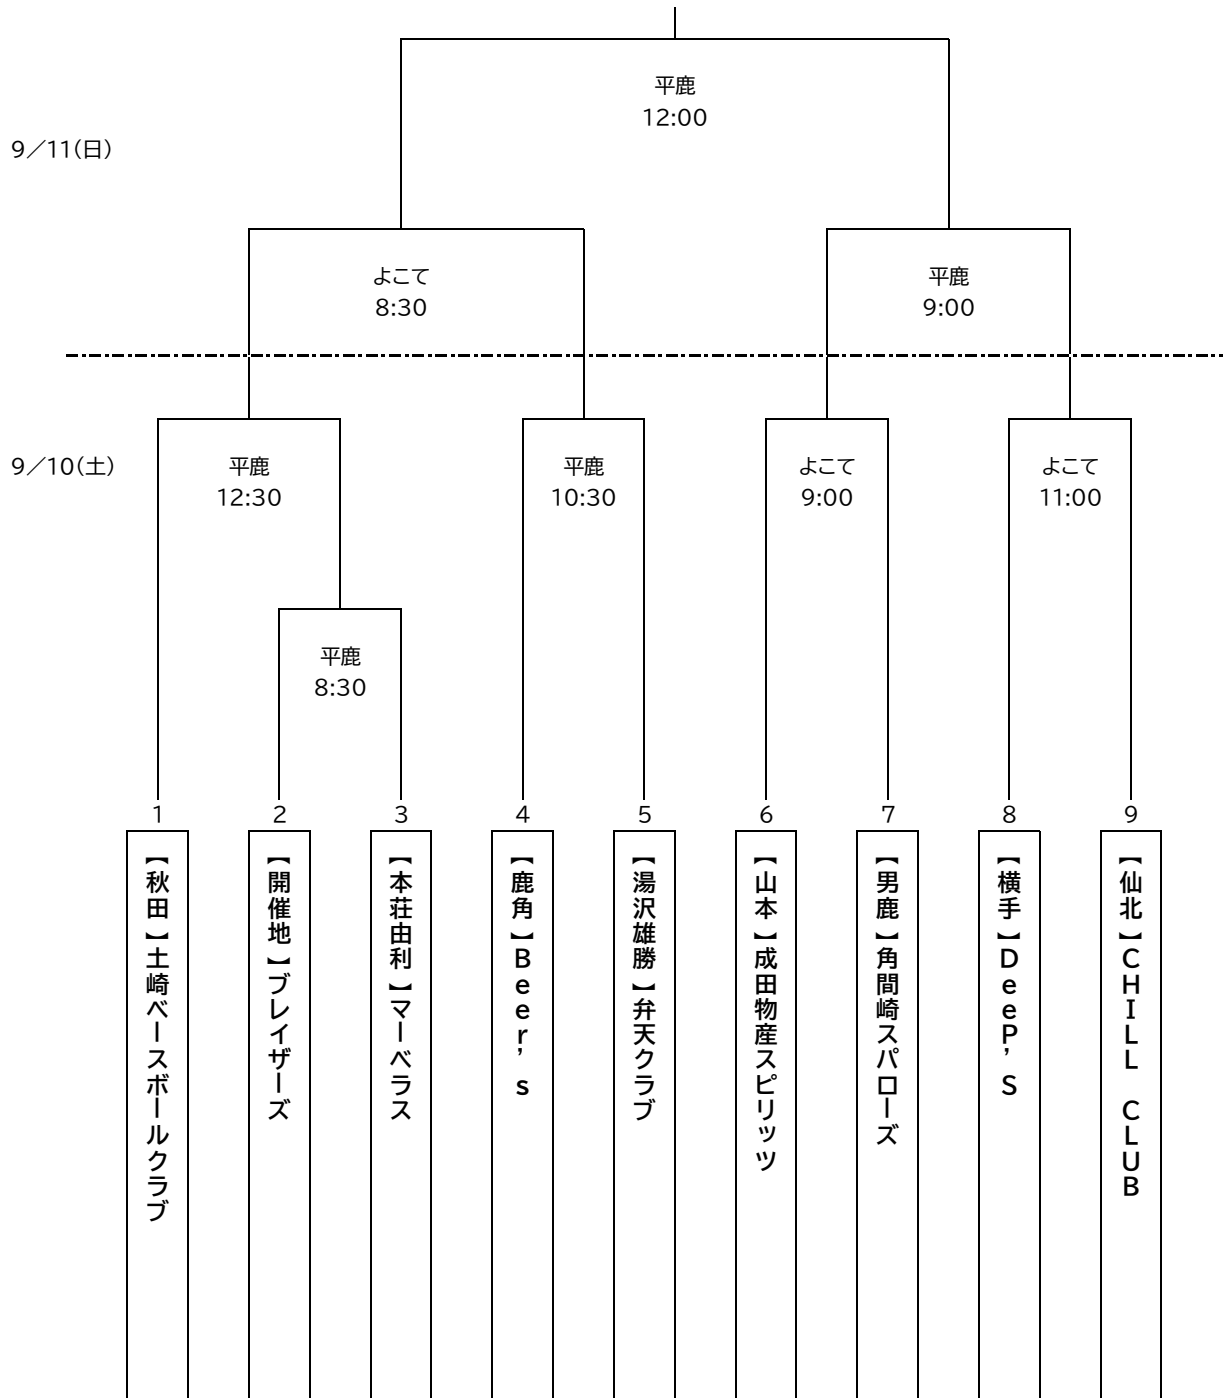 平鹿
12:00
9／11(日)
よこて
8:30
平鹿
9:00
9／10(土)
平鹿
12:30
平鹿
10:30
よこて
9:00
よこて
11:00
平鹿
8:30
1
2
3
4
5
6
7
8
9
【秋田】土崎ベースボールクラブ
【開催地】ブレイザーズ
【本荘由利】マーベラス
【鹿角】Beer’s
【湯沢雄勝】弁天クラブ
【山本】成田物産スピリッツ
【男鹿】角間崎スパローズ
【横手】DeeP’S
【仙北】CHILL　CLUB